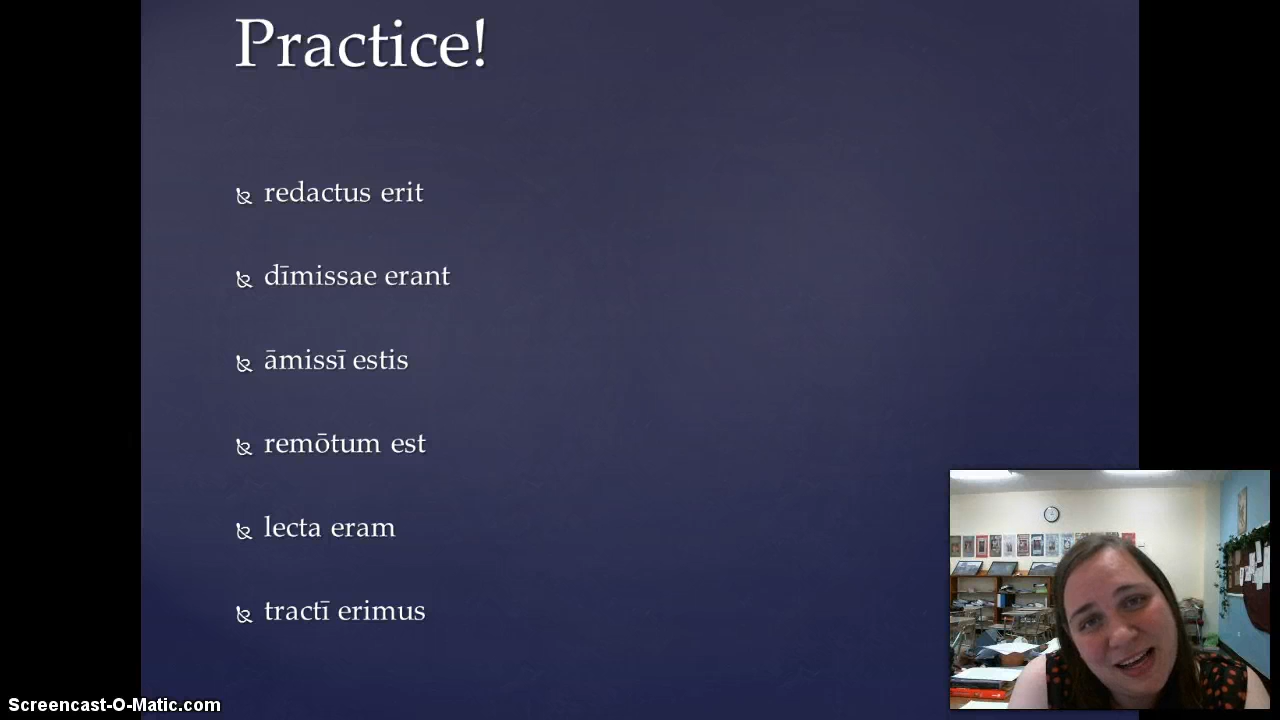 Practice!
redactus erit
dīmissae erant
āmissī estis
remōtum est
lecta eram
tractī erimus
Screencast-O-Matic.com